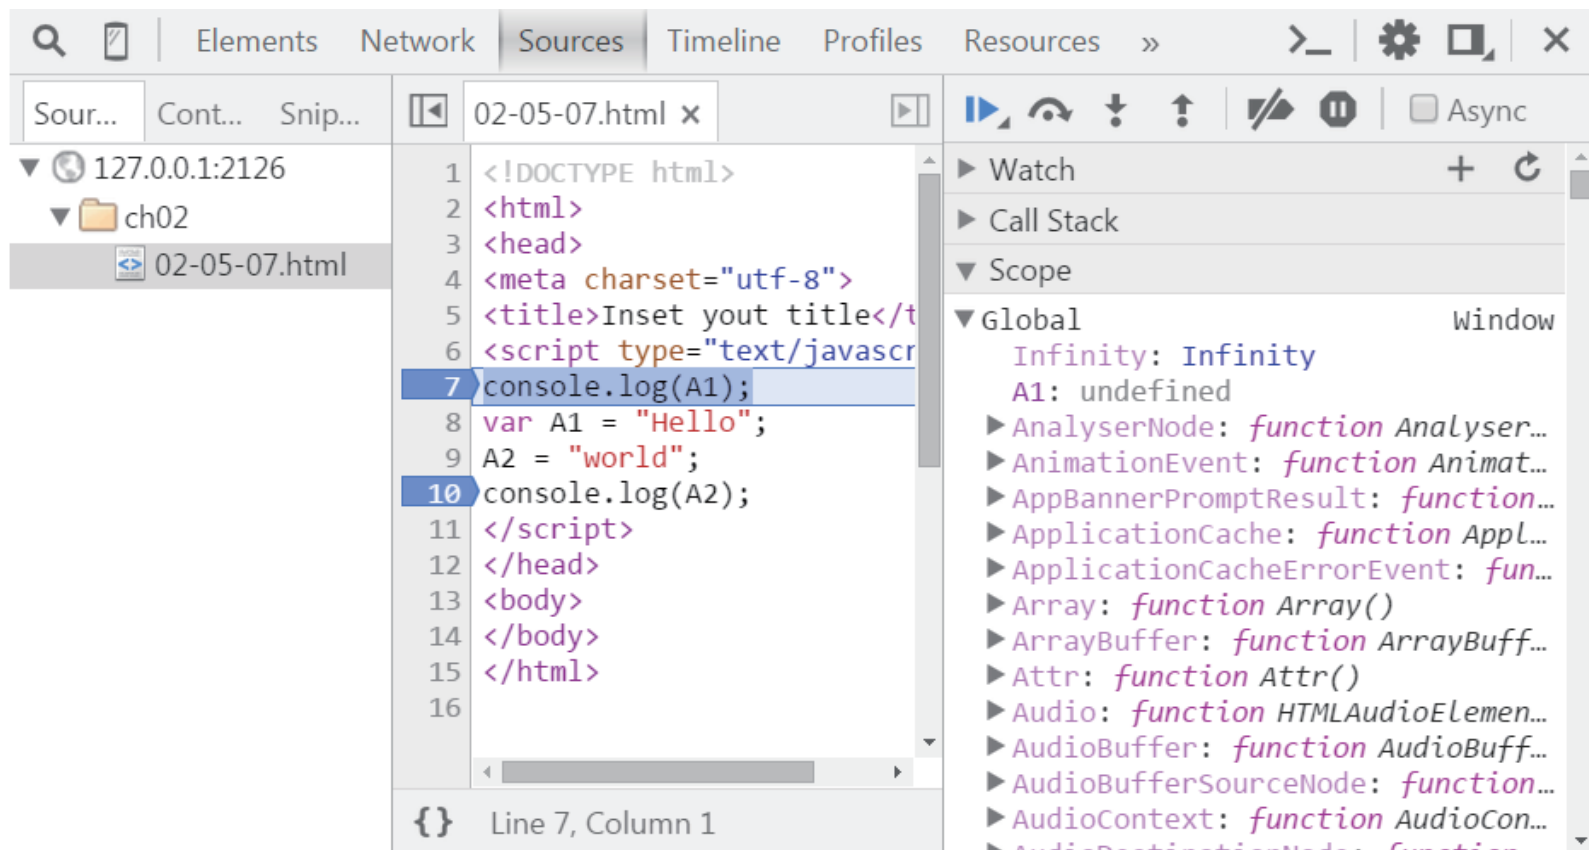 Elements Network Sources Timeline Profiles Resources »
Sour... Cont... Snip...
127.0.0.1:2126
ch02
02-05-07.html
02-05-07.html ×
1 <!DOCTYPE html>
2 <html>
3 <head>
4 <meta charset="utf-8">
5 <title>Inset yout title</t
6 <script type="text/javascr
7 console.log(A1);
8 var A1 = "Hello";
9 A2 = "world";
10 console.log(A2);
11 </script>
12 </head>
13 <body>
14 </body>
15 </html>
16
{} Line 7, Column 1
Async
Watch
Call Stack
Scope
Global Window
Infinity: Infinity
A1: undefined
AnalyserNode: function Analyser…
AnimationEvent: function Animat…
AppBannerPromptResult: function…
ApplicationCache: function Appl…
ApplicationCacheErrorEvent: fun…
Array: function Array()
ArrayBuffer: function ArrayBuff…
Attr: function Attr()
Audio: function HTMLAudioElemen…
AudioBuffer: function AudioBuff…
AudioBufferSourceNode: function…
AudioContext: function AudioCon…